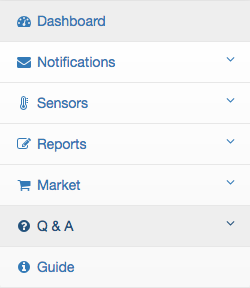 Dashboard
Notifications
Sensors
Reports
Market
Q & A
Guide